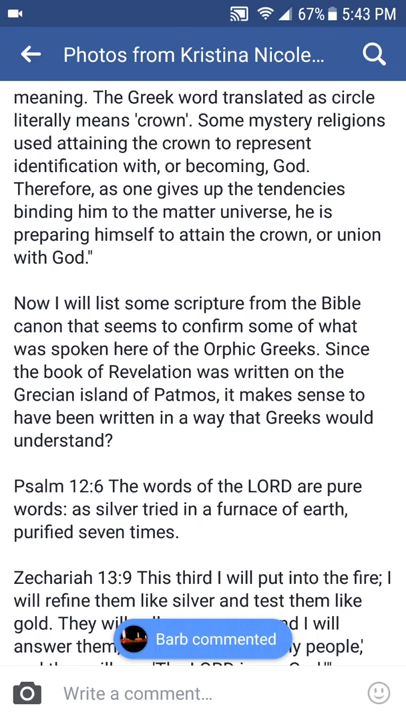 67% 5:43 PM
Photos from Kristina Nicole...
meaning. The Greek word translated as circle
literally means 'crown'. Some mystery religions
used attaining the crown to represent
identification with, or becoming, God.
Therefore, as one gives up the tendencies
binding him to the matter universe, he is
preparing himself to attain the crown, or union
with God."
Now I will list some scripture from the Bible
canon that seems to confirm some of what
was spoken here of the Orphic Greeks. Since
the book of Revelation was written on the
Grecian island of Patmos, it makes sense to
have been written in a way that Greeks would
understand?
Psalm 12:6 The words of the LORD are pure
words: as silver tried in a furnace of earth,
purified seven times.
Zechariah 13:9 This third I will put into the fire; I
will refine them like silver and test them like
gold. They will and I will
answer them, people,'
Barb commented
Write a comment...